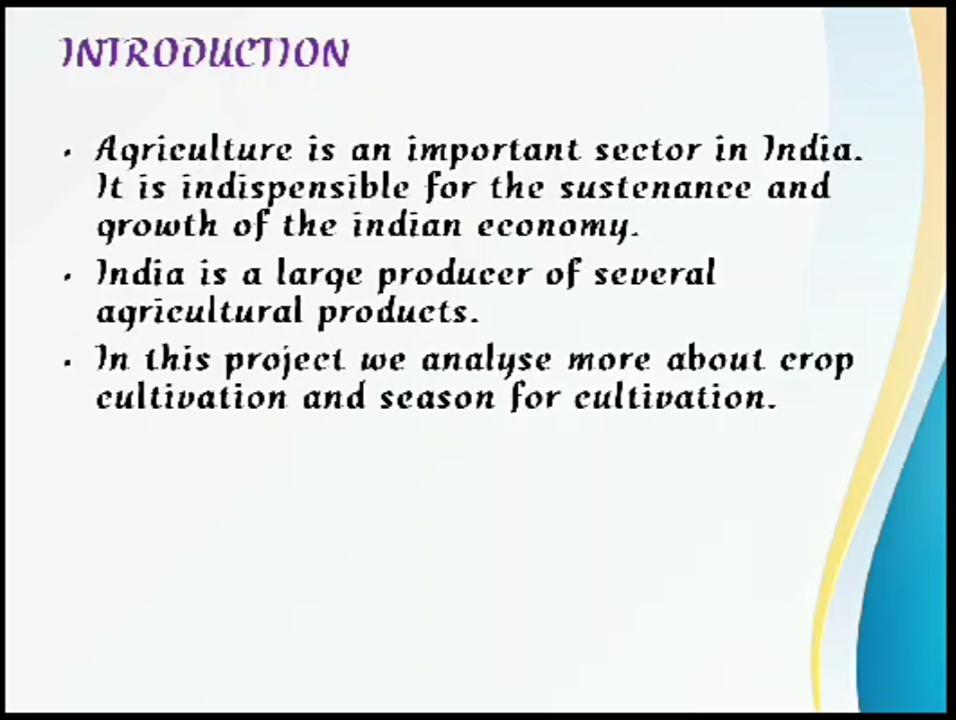 INTRODUCTION
• Agriculture is an important sector in India.
It is indispensible for the sustenance and
growth of the indian economy.
• India is a large producer of several
agricultural products.
• In this project we analyse more about crop
cultivation and season for cultivation.